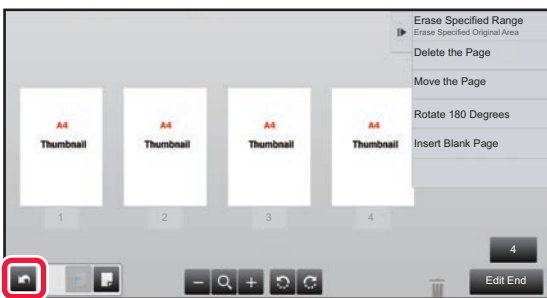 Erase Specified Range
Erase Specified Original Area
Delete the Page
Move the Page
Rotate 180 Degrees
Insert Blank Page
A4 A4 A4 A4
Thumbnail Thumbnail Thumbnail Thumbnail
1 2 3 4
4
Edit End